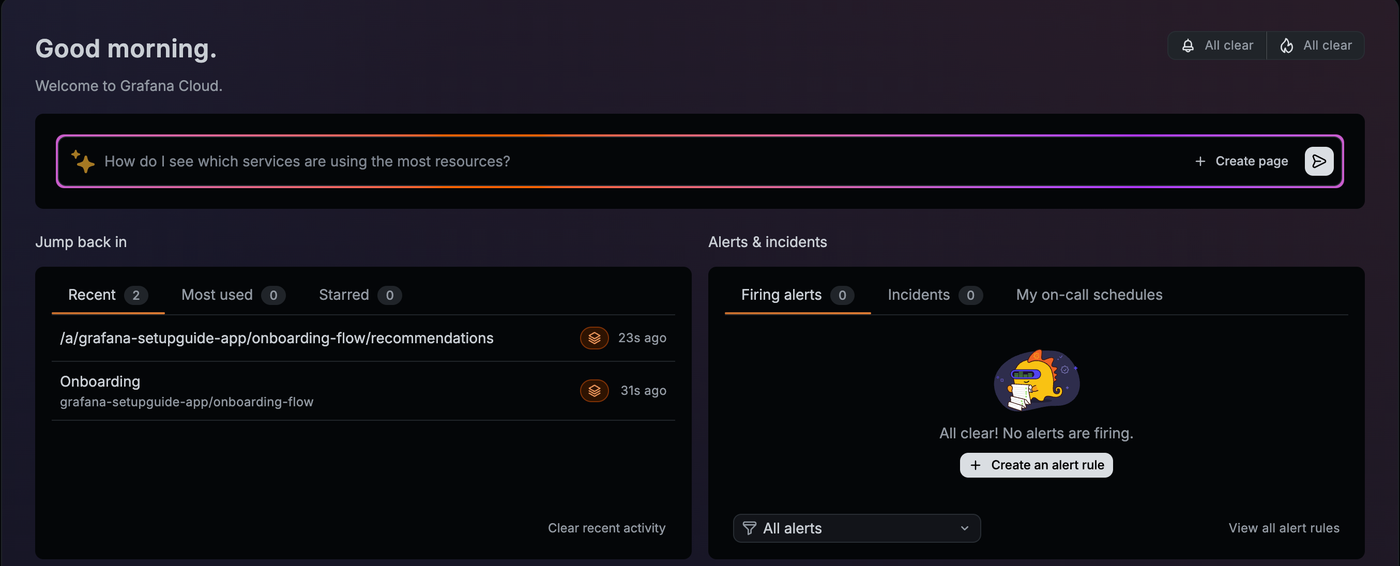 Good morning.
All clear
All clear
Welcome to Grafana Cloud.
How do I see which services are using the most resources?
+ Create page
Jump back in
Recent 2 Most used 0 Starred 0
/a/grafana-setupguide-app/onboarding-flow/recommendations 23s ago
Onboarding
grafana-setupguide-app/onboarding-flow
31s ago
Clear recent activity
Alerts & incidents
Firing alerts 0 Incidents 0 My on-call schedules
All clear! No alerts are firing.
+ Create an alert rule
All alerts
View all alert rules